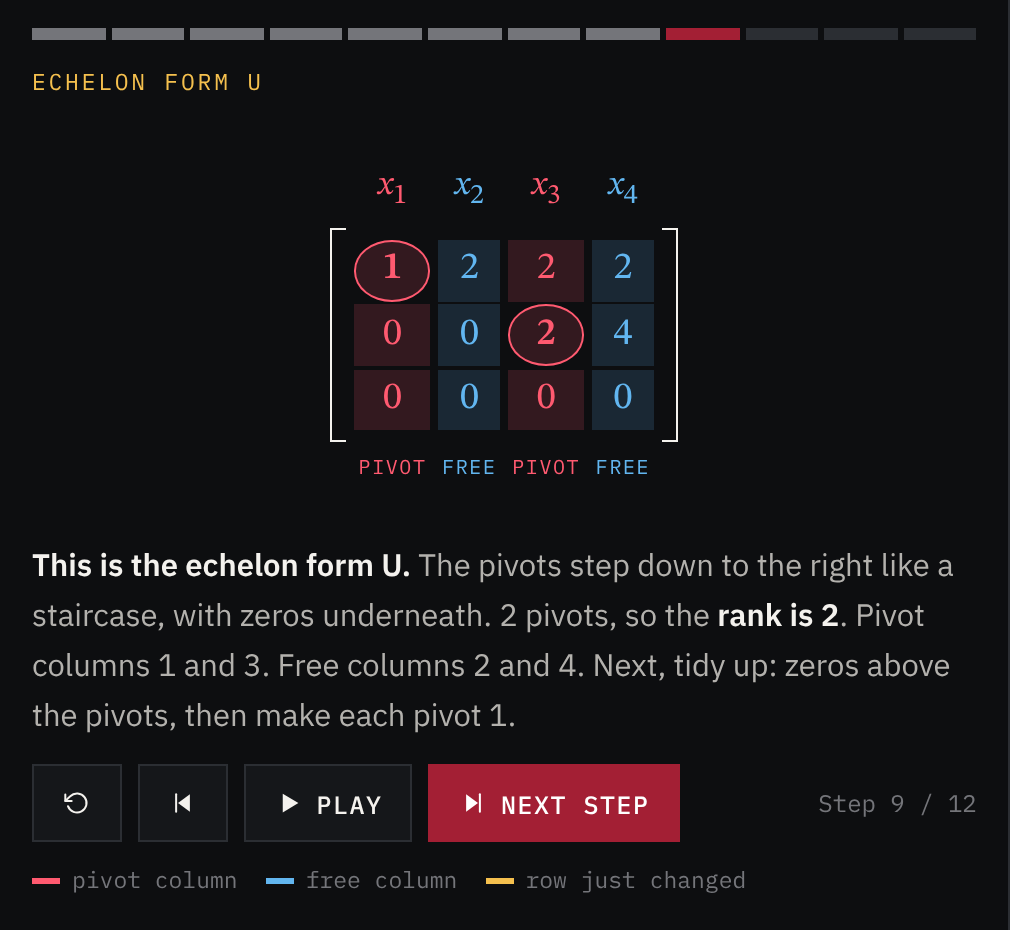 ECHELON FORM U
x1 x2 x3 x4
1 2 2 2
0 0 2 4
0 0 0 0
PIVOT FREE PIVOT FREE
This is the echelon form U. The pivots step down to the right like a
staircase, with zeros underneath. 2 pivots, so the rank is 2. Pivot
columns 1 and 3. Free columns 2 and 4. Next, tidy up: zeros above
the pivots, then make each pivot 1.
PLAY NEXT STEP Step 9 / 12
pivot column free column row just changed